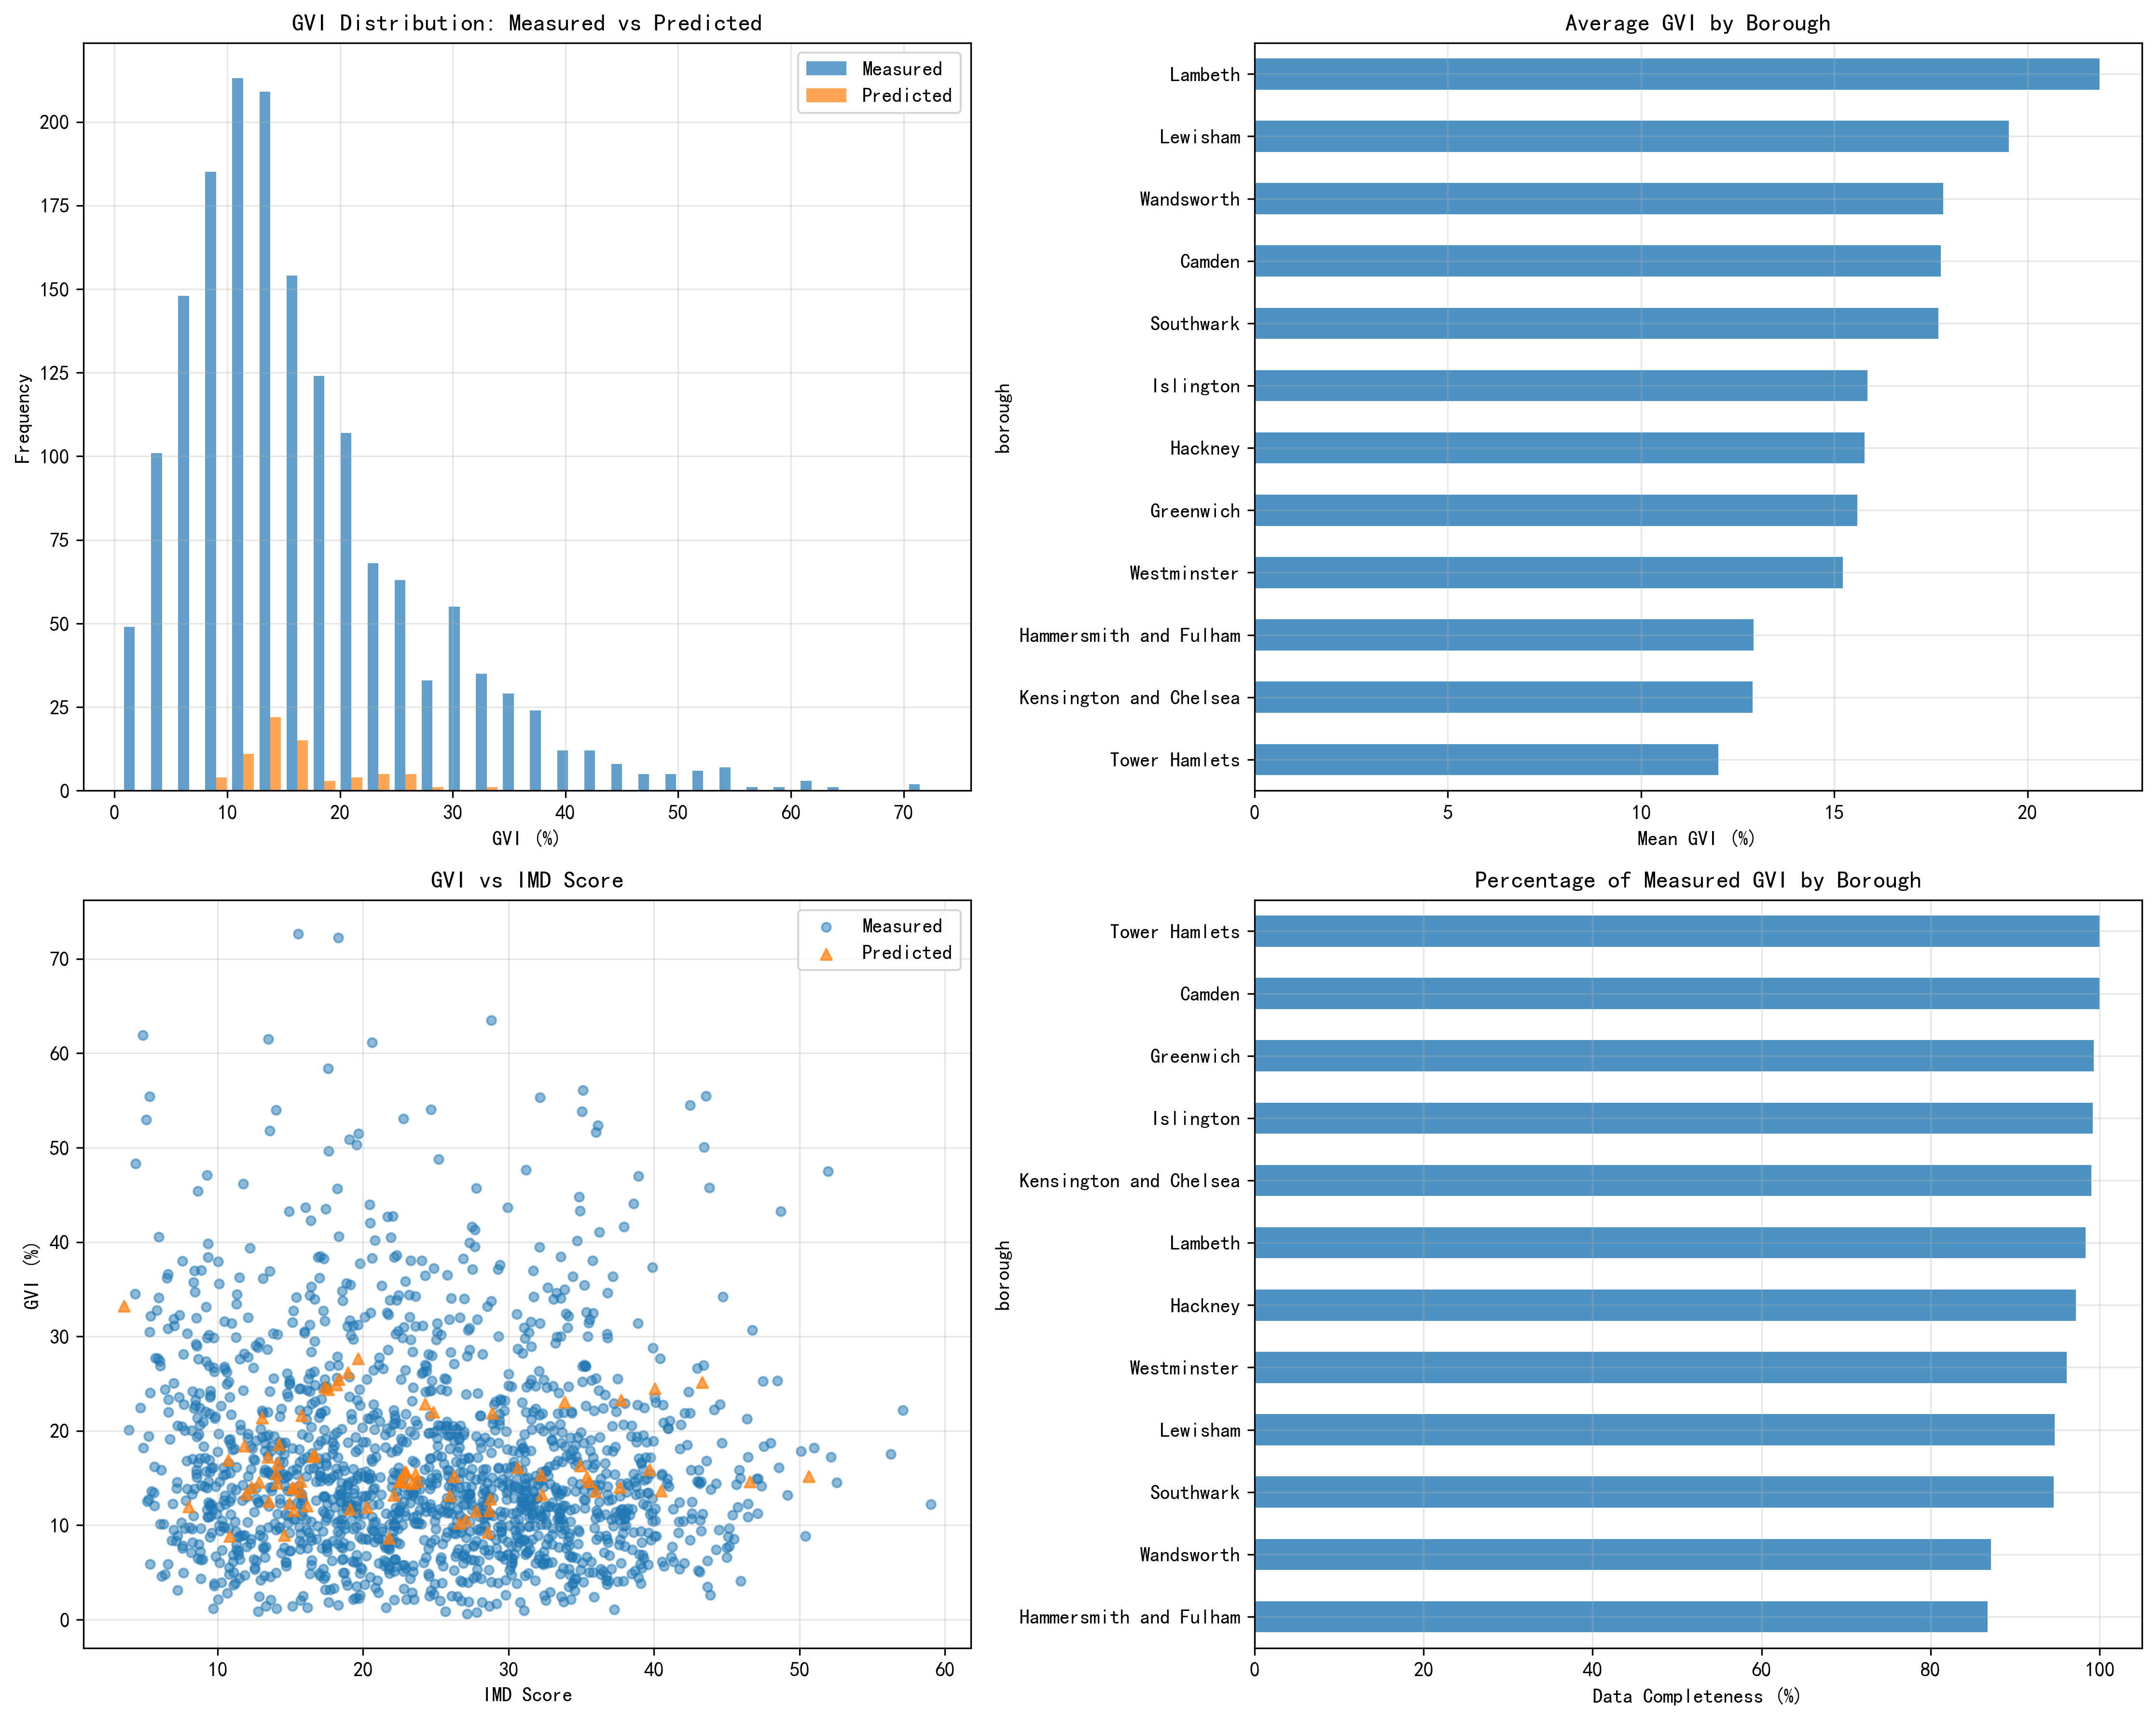 GVI Distribution: Measured vs Predicted
Measured
Predicted
Frequency
200
175
150
125
100
75
50
25
0
0 10 20 30 40 50 60 70
GVI (%)
Average GVI by Borough
borough
Lambeth
Lewisham
Wandsworth
Camden
Southwark
Islington
Hackney
Greenwich
Westminster
Hammersmith and Fulham
Kensington and Chelsea
Tower Hamlets
0 5 10 15 20
Mean GVI (%)
GVI vs IMD Score
Measured
Predicted
GVI (%)
70
60
50
40
30
20
10
0
10 20 30 40 50 60
IMD Score
Percentage of Measured GVI by Borough
borough
Tower Hamlets
Camden
Greenwich
Islington
Kensington and Chelsea
Lambeth
Hackney
Westminster
Lewisham
Southwark
Wandsworth
Hammersmith and Fulham
0 20 40 60 80 100
Data Completeness (%)